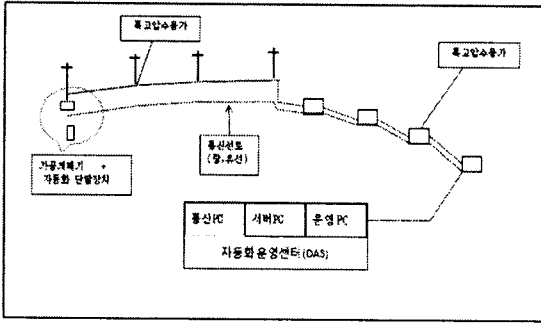 특고압수용가
특고압수용가
통신선로
(광,유선)
가공개폐기 +
자동화 단말장치
통신PC 서버PC 운영PC
자동화운영센터(DAS)